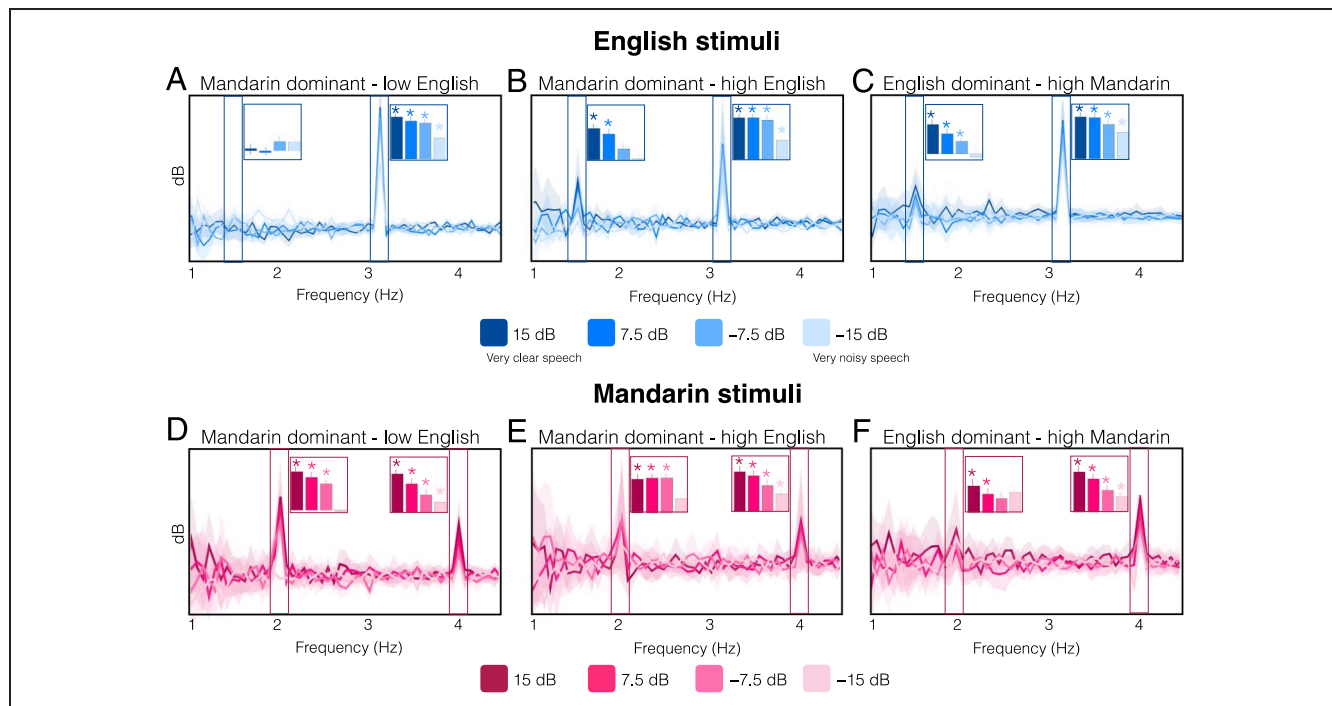 English stimuli
A Mandarin dominant - low English
B Mandarin dominant - high English
C English dominant - high Mandarin
* * * *
* *
* * * *
* * *
* * * *
dB
1 2 3 4
1 2 3 4
1 2 3 4
Frequency (Hz)
Frequency (Hz)
Frequency (Hz)
15 dB 7.5 dB –7.5 dB –15 dB
Very clear speech Very noisy speech
Mandarin stimuli
D Mandarin dominant - low English
E Mandarin dominant - high English
F English dominant - high Mandarin
* * *
* * * *
* * *
* * * *
* *
* * * *
dB
1 2 3 4
1 2 3 4
1 2 3 4
Frequency (Hz)
Frequency (Hz)
Frequency (Hz)
15 dB 7.5 dB –7.5 dB –15 dB